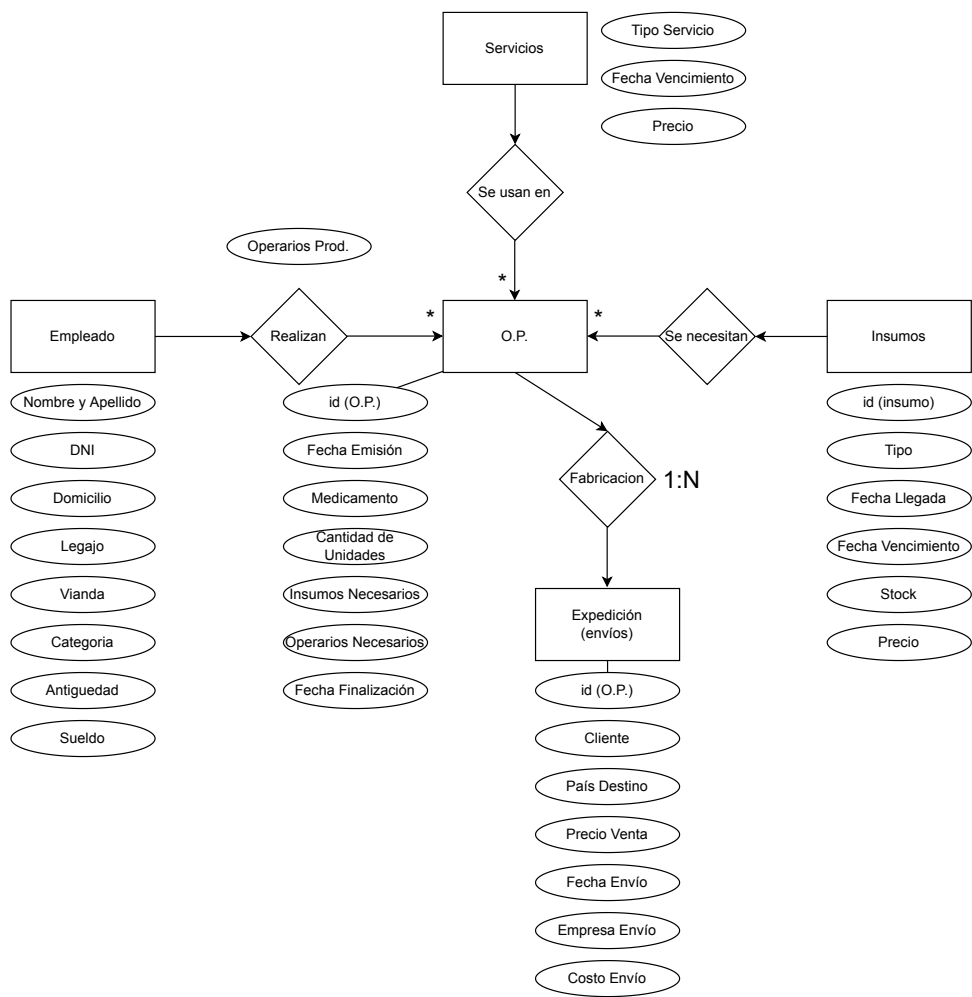 Servicios
Tipo Servicio
Fecha Vencimiento
Precio
Se usan en
Operarios Prod.
*
Empleado
Realizan
*
O.P.
*
Se necesitan
Insumos
Nombre y Apellido
DNI
Domicilio
Legajo
Vianda
Categoria
Antiguedad
Sueldo
id (O.P.)
Fecha Emisión
Medicamento
Cantidad de
Unidades
Insumos Necesarios
Operarios Necesarios
Fecha Finalización
Fabricacion
1:N
id (insumo)
Tipo
Fecha Llegada
Fecha Vencimiento
Stock
Precio
Expedición
(envíos)
id (O.P.)
Cliente
País Destino
Precio Venta
Fecha Envío
Empresa Envío
Costo Envío